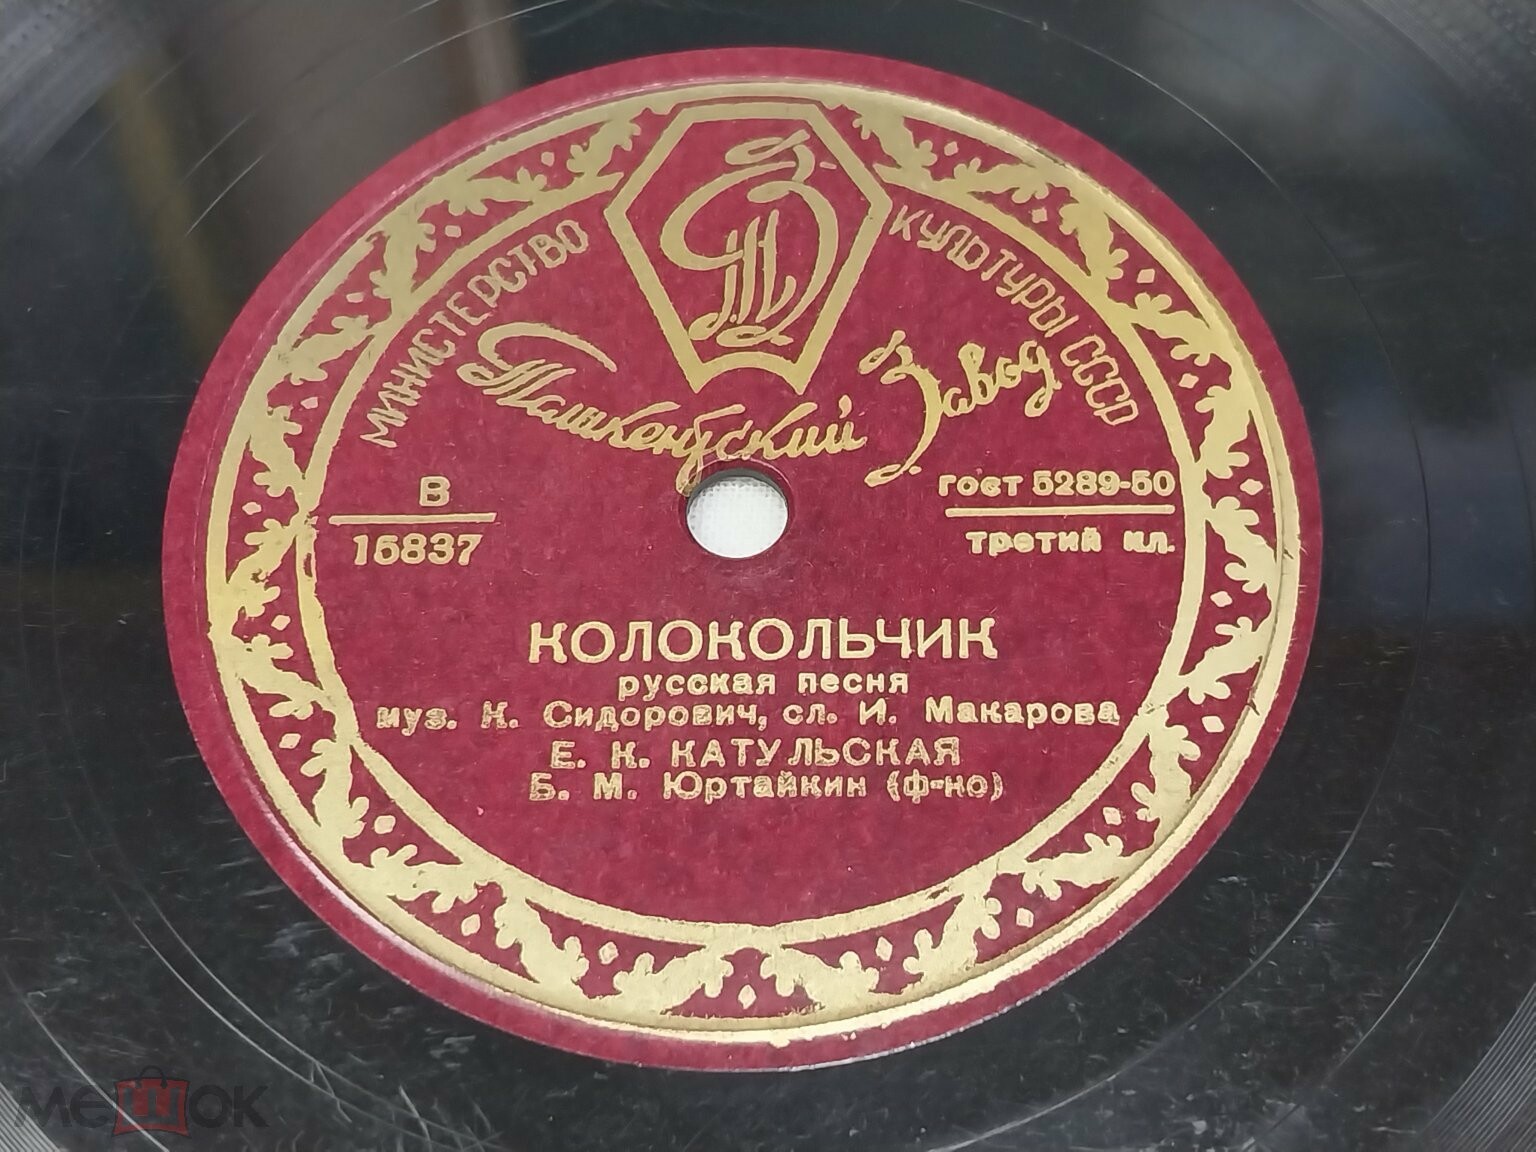 МИНИСТЕРСТВО КУЛЬТУРЫ СССР
Ташкентский Завод
В
15837
ГОСТ 5289-50
третий кл.
КОЛОКОЛЬЧИК
русская песня
муз. К. Сидорович, сл. И. Макарова
Е. К. КАТУЛЬСКАЯ
Б. М. Юртайкин (ф-но)
мешок